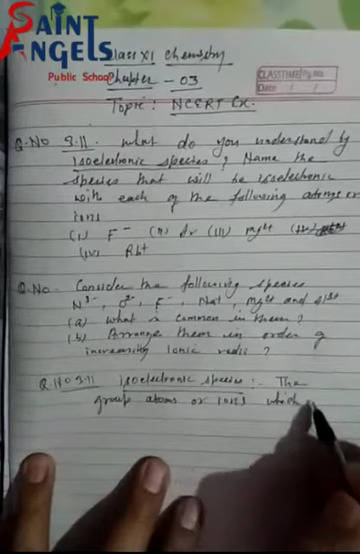 SAINT
ANGELS
Public School
Class XI Chemistry
Chapter - 03
CLASSTIME Pg. No.
Date / /
Topic: NCERT Ex.
Q.No 3.11. What do you understand by
isoelectronic species? Name the
species that will be isoelectronic
with each of the following atoms or
ions
(i) F⁻ (ii) Ar (iii) Mg²⁺
(iv) Rb⁺
Q.No. Consider the following species
N³⁻, O²⁻, F⁻, Na⁺, Mg²⁺ and Al³⁺
(a) What is common in them?
(b) Arrange them in order of
increasing ionic radii?
Q.No 3.11 isoelectronic species:- The
group atoms or ions which